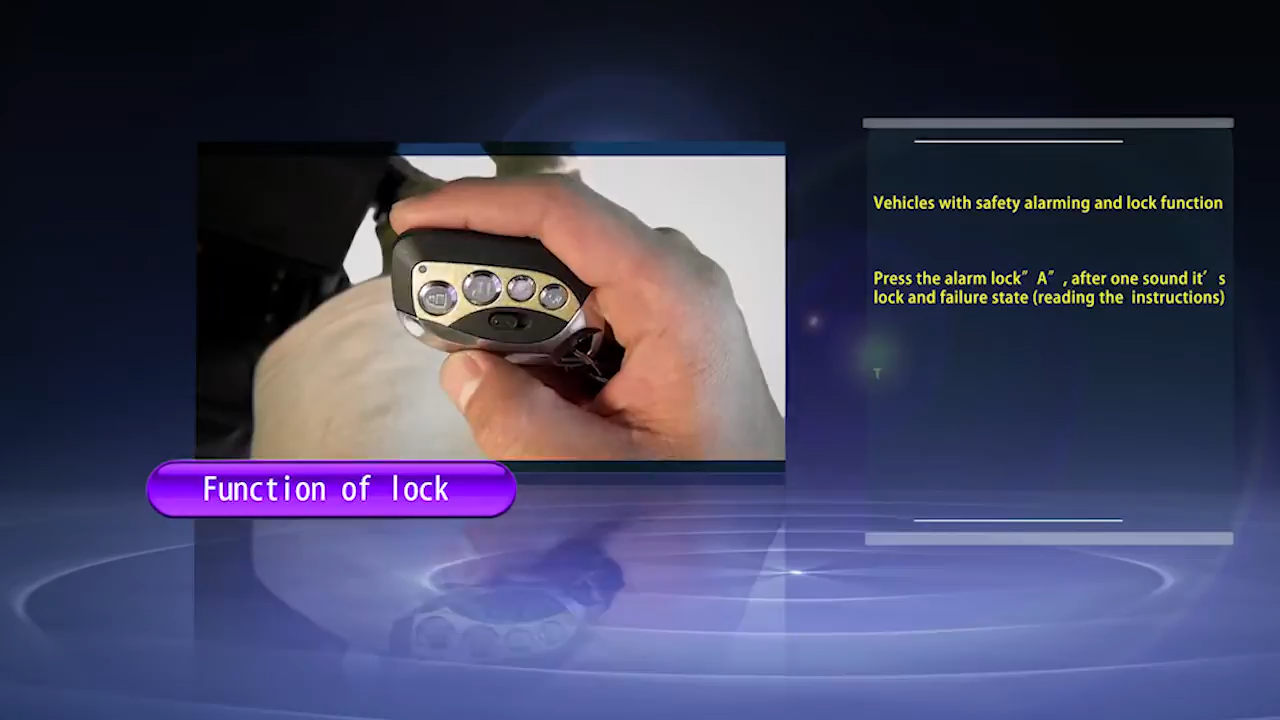 Vehicles with safety alarming and lock function
Press the alarm lock” A” , after one sound it’ s
lock and failure state (reading the instructions)
T
Function of lock